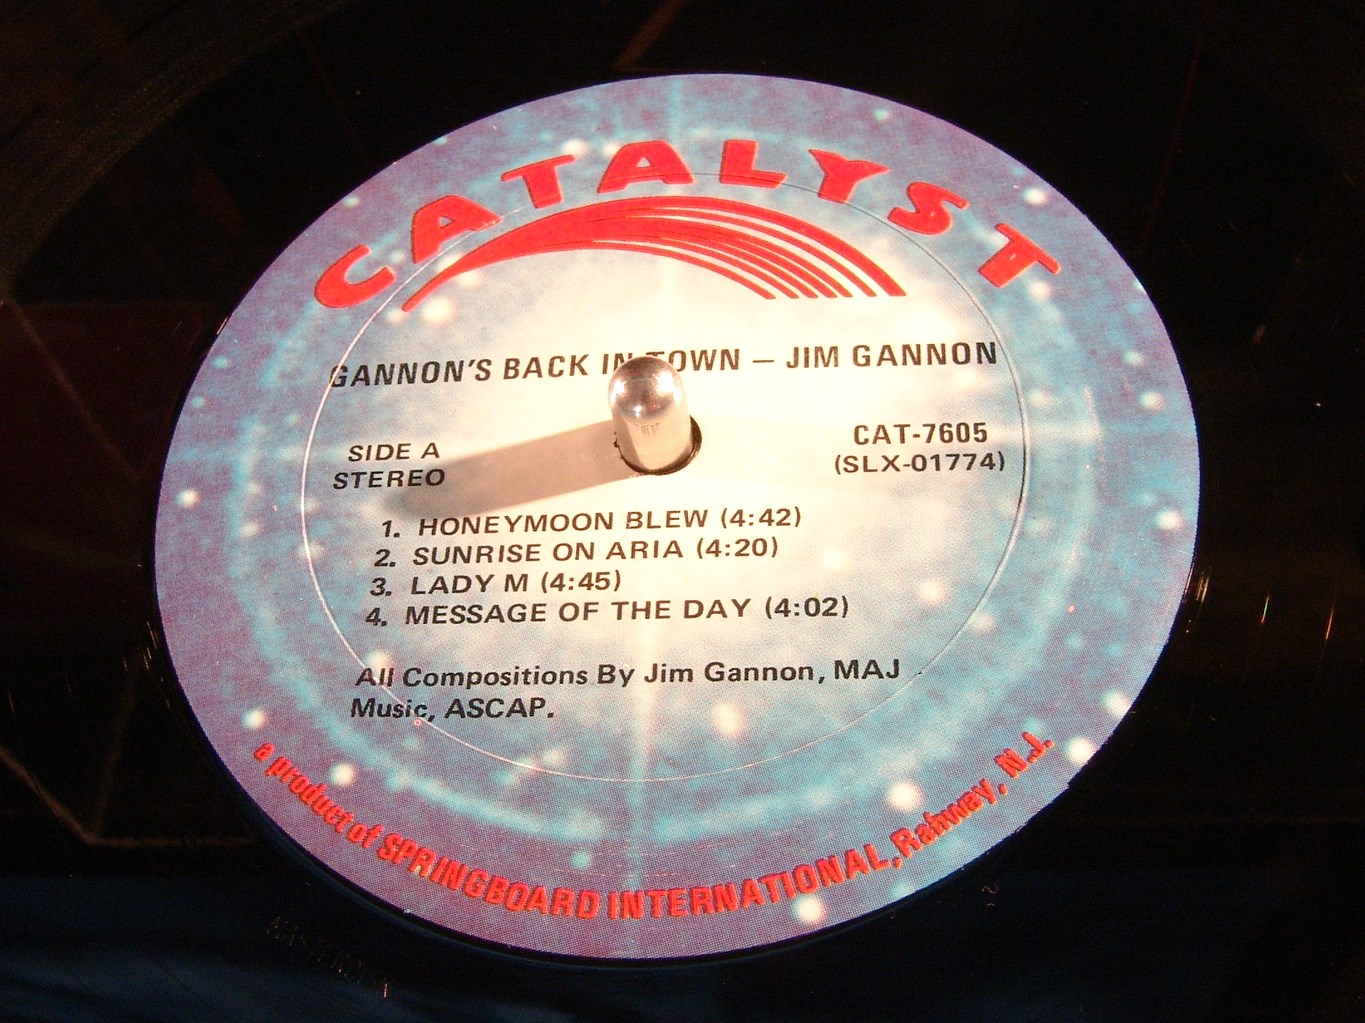 CATALYST
GANNON'S BACK IN TOWN — JIM GANNON
SIDE A
STEREO
CAT-7605
(SLX-01774)
1. HONEYMOON BLEW (4:42)
2. SUNRISE ON ARIA (4:20)
3. LADY M (4:45)
4. MESSAGE OF THE DAY (4:02)
All Compositions By Jim Gannon, MAJ
Music, ASCAP.
a product of SPRINGBOARD INTERNATIONAL, Rahway, N.J.